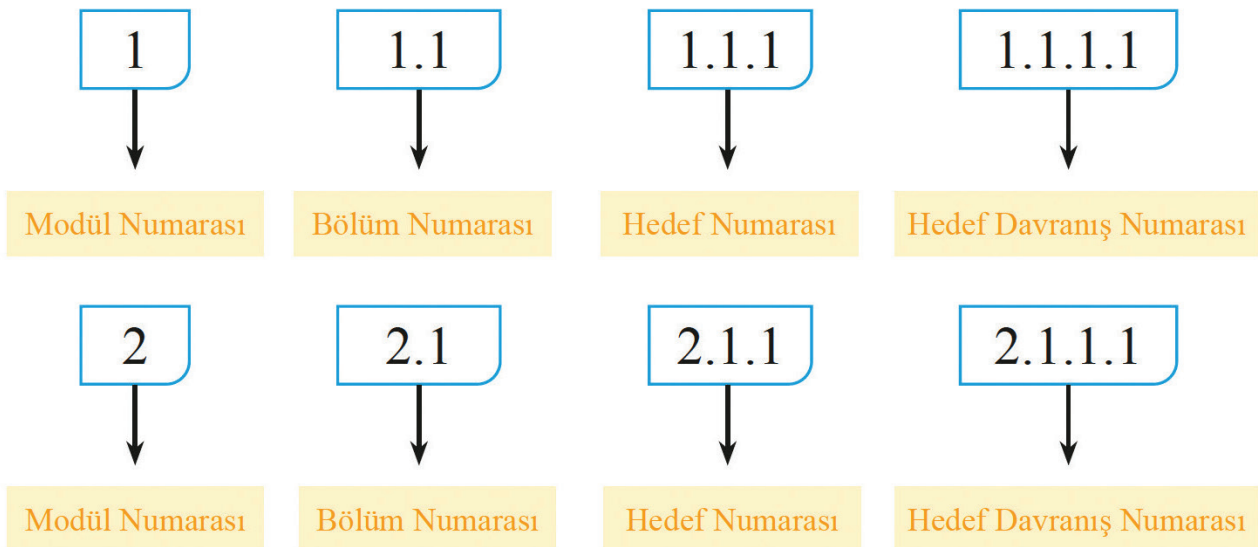 1 1.1 1.1.1 1.1.1.1
Modül Numarası Bölüm Numarası Hedef Numarası Hedef Davranış Numarası
2 2.1 2.1.1 2.1.1.1
Modül Numarası Bölüm Numarası Hedef Numarası Hedef Davranış Numarası